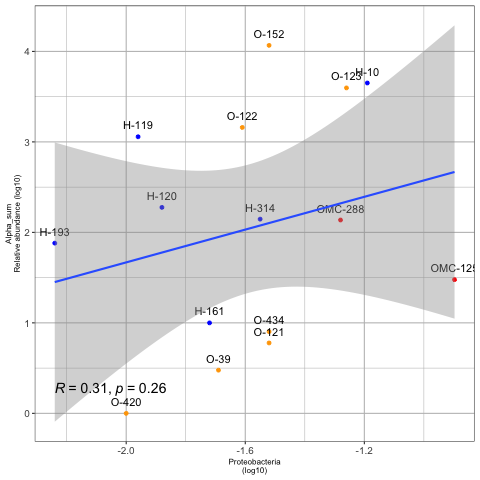 O-152
O-123
H-10
O-122
H-119
H-120
H-314
OMC-288
H-193
OMC-125
H-161
O-434
O-121
O-39
R = 0.31, p = 0.26
O-420
4
3
2
1
0
-2.0
-1.6
-1.2
Proteobacteria
(log10)
Alpha_sum
Relative abundance (log10)